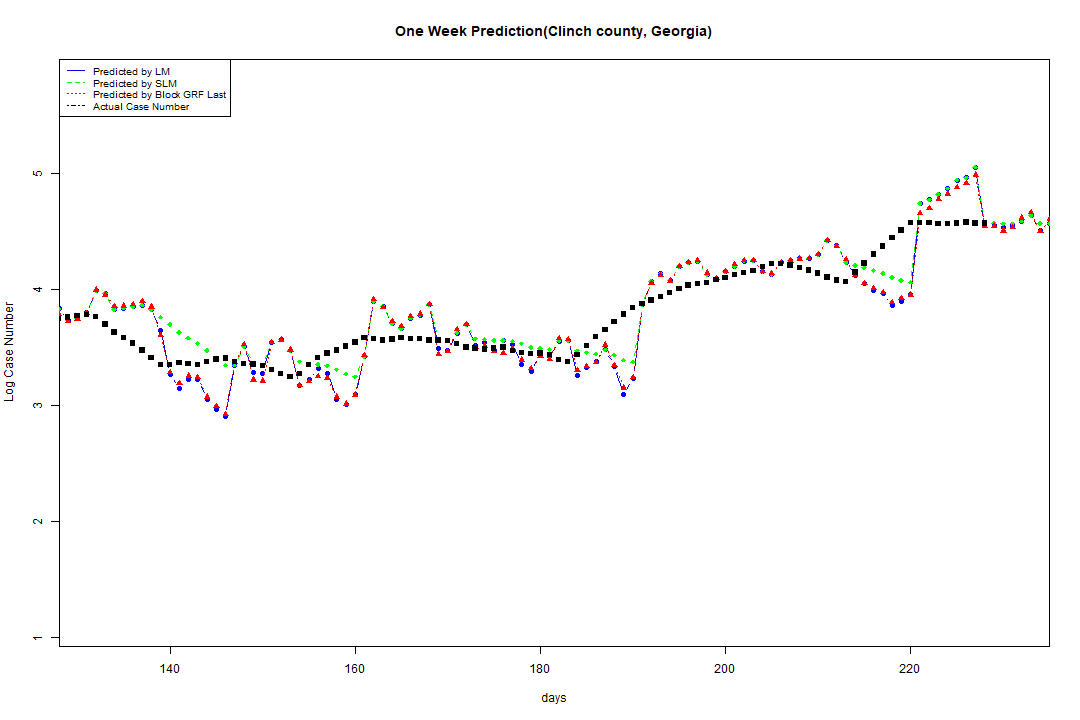 One Week Prediction(Clinch county, Georgia)
Predicted by LM
Predicted by SLM
Predicted by Block GRF Last
Actual Case Number
5
4
3
2
1
Log Case Number
140 160 180 200 220
days